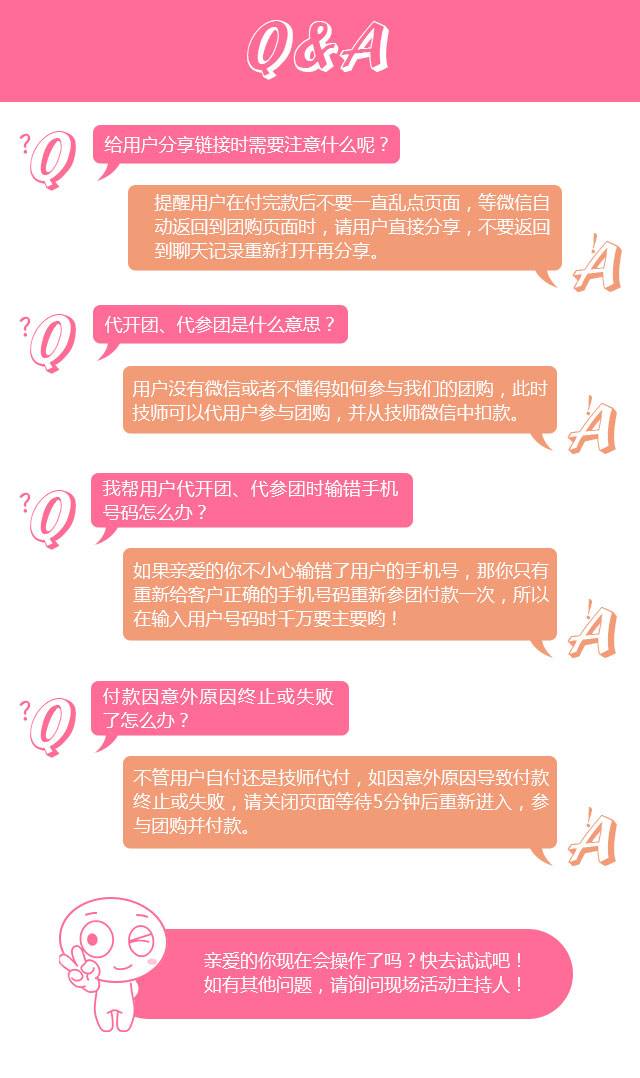 Q&A
?Q
给用户分享链接时需要注意什么呢？
提醒用户在付完款后不要一直乱点页面，等微信自
动返回到团购页面时，请用户直接分享，不要返回
到聊天记录重新打开再分享。
!A
?Q
代开团、代参团是什么意思？
用户没有微信或者不懂得如何参与我们的团购，此时
技师可以代用户参与团购，并从技师微信中扣款。
!A
?Q
我帮用户代开团、代参团时输错手机
号码怎么办？
如果亲爱的你不小心输错了用户的手机号，那你只有
重新给客户正确的手机号码重新参团付款一次，所以
在输入用户号码时千万要主要哟！
!A
?Q
付款因意外原因终止或失败
了怎么办？
不管用户自付还是技师代付，如因意外原因导致付款
终止或失败，请关闭页面等待5分钟后重新进入，参
与团购并付款。
!A
亲爱的你现在会操作了吗？快去试试吧！
如有其他问题，请询问现场活动主持人！